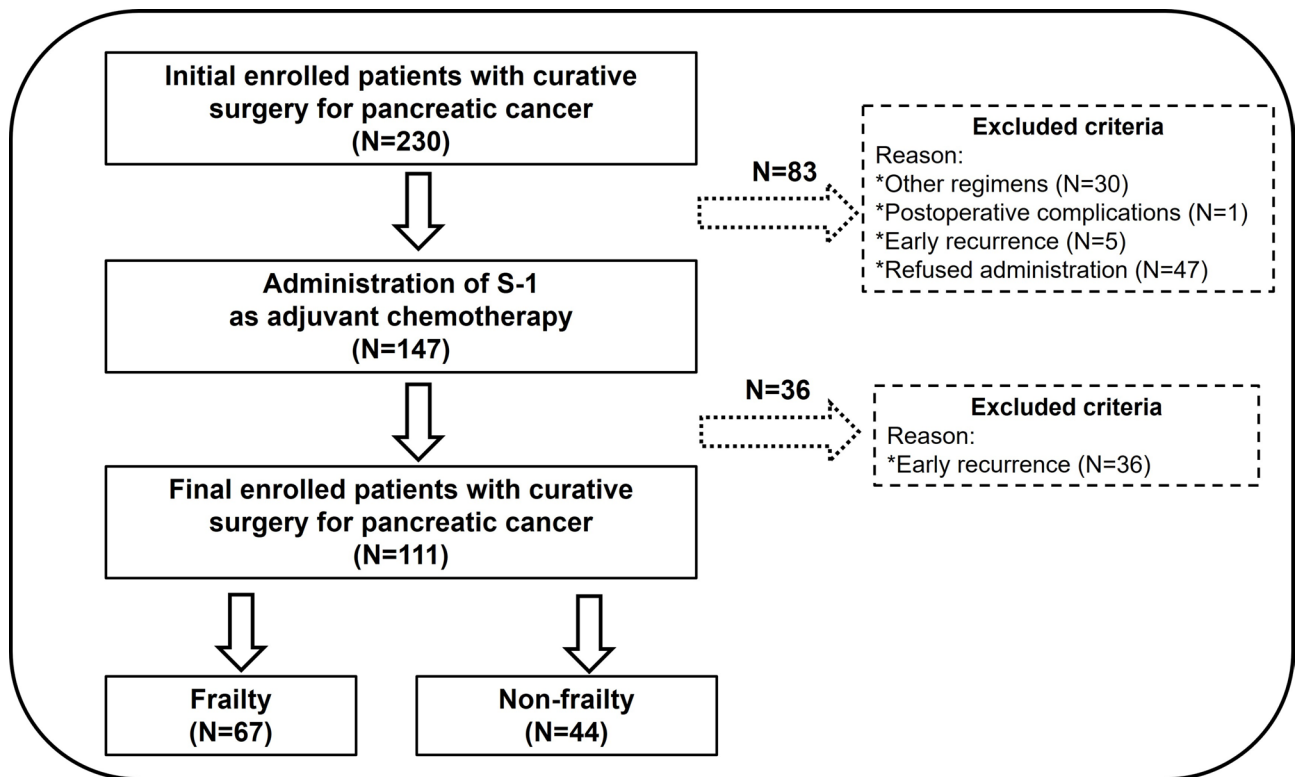 Initial enrolled patients with curative
surgery for pancreatic cancer
(N=230)
N=83
Excluded criteria
Reason:
*Other regimens (N=30)
*Postoperative complications (N=1)
*Early recurrence (N=5)
*Refused administration (N=47)
Administration of S-1
as adjuvant chemotherapy
(N=147)
N=36
Excluded criteria
Reason:
*Early recurrence (N=36)
Final enrolled patients with curative
surgery for pancreatic cancer
(N=111)
Frailty
(N=67)
Non-frailty
(N=44)